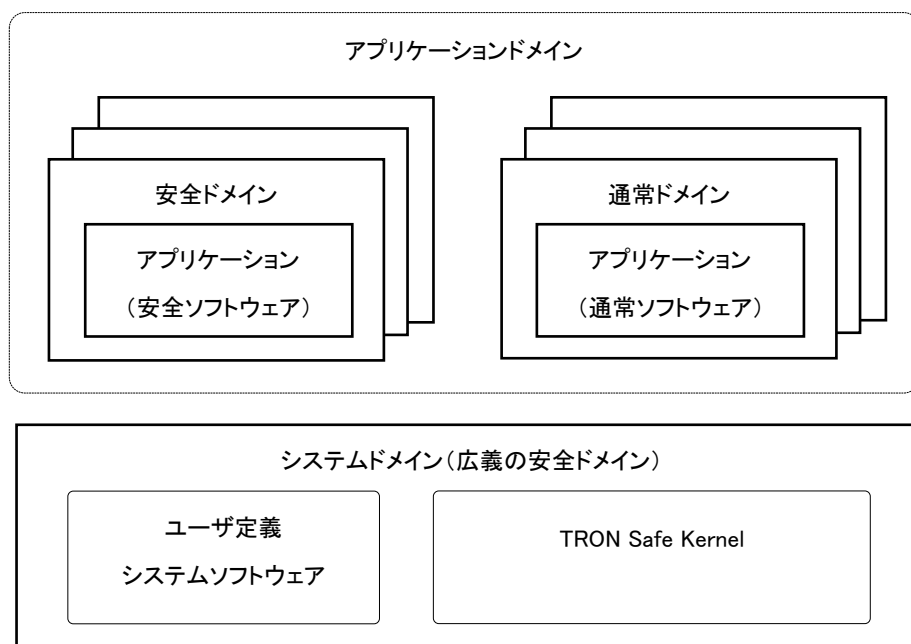 アプリケーションドメイン
安全ドメイン
アプリケーション
（安全ソフトウェア）
通常ドメイン
アプリケーション
（通常ソフトウェア）
システムドメイン（広義の安全ドメイン）
ユーザ定義
システムソフトウェア
TRON Safe Kernel